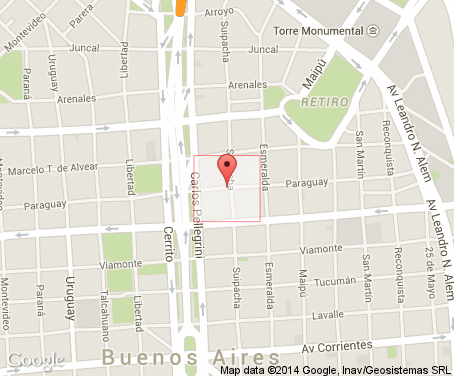 Montevideo
Parera
Arroyo
Suipacha
Torre Monumental
Juncal
Libertad
Maipú
Uruguay
Paraná
Arenales
RETIRO
Av Leandro N. Alem
San Martín
Reconquista
Esmeralda
Marcelo T. de Alvear
Libertad
Paraguay
Carlos Pellegrini
Montevideo
Paraguay
Av Leandro N. Alem
Cerrito
Viamonte
Viamonte
Suipacha
Esmeralda
Maipú
San Martín
Reconquista
25 de Mayo
Tucumán
Montevideo
Paraná
Uruguay
Talcahuano
Libertad
Lavalle
Av Corrientes
Buenos Aires
Google
Map data ©2014 Google, Inav/Geosistemas SRL